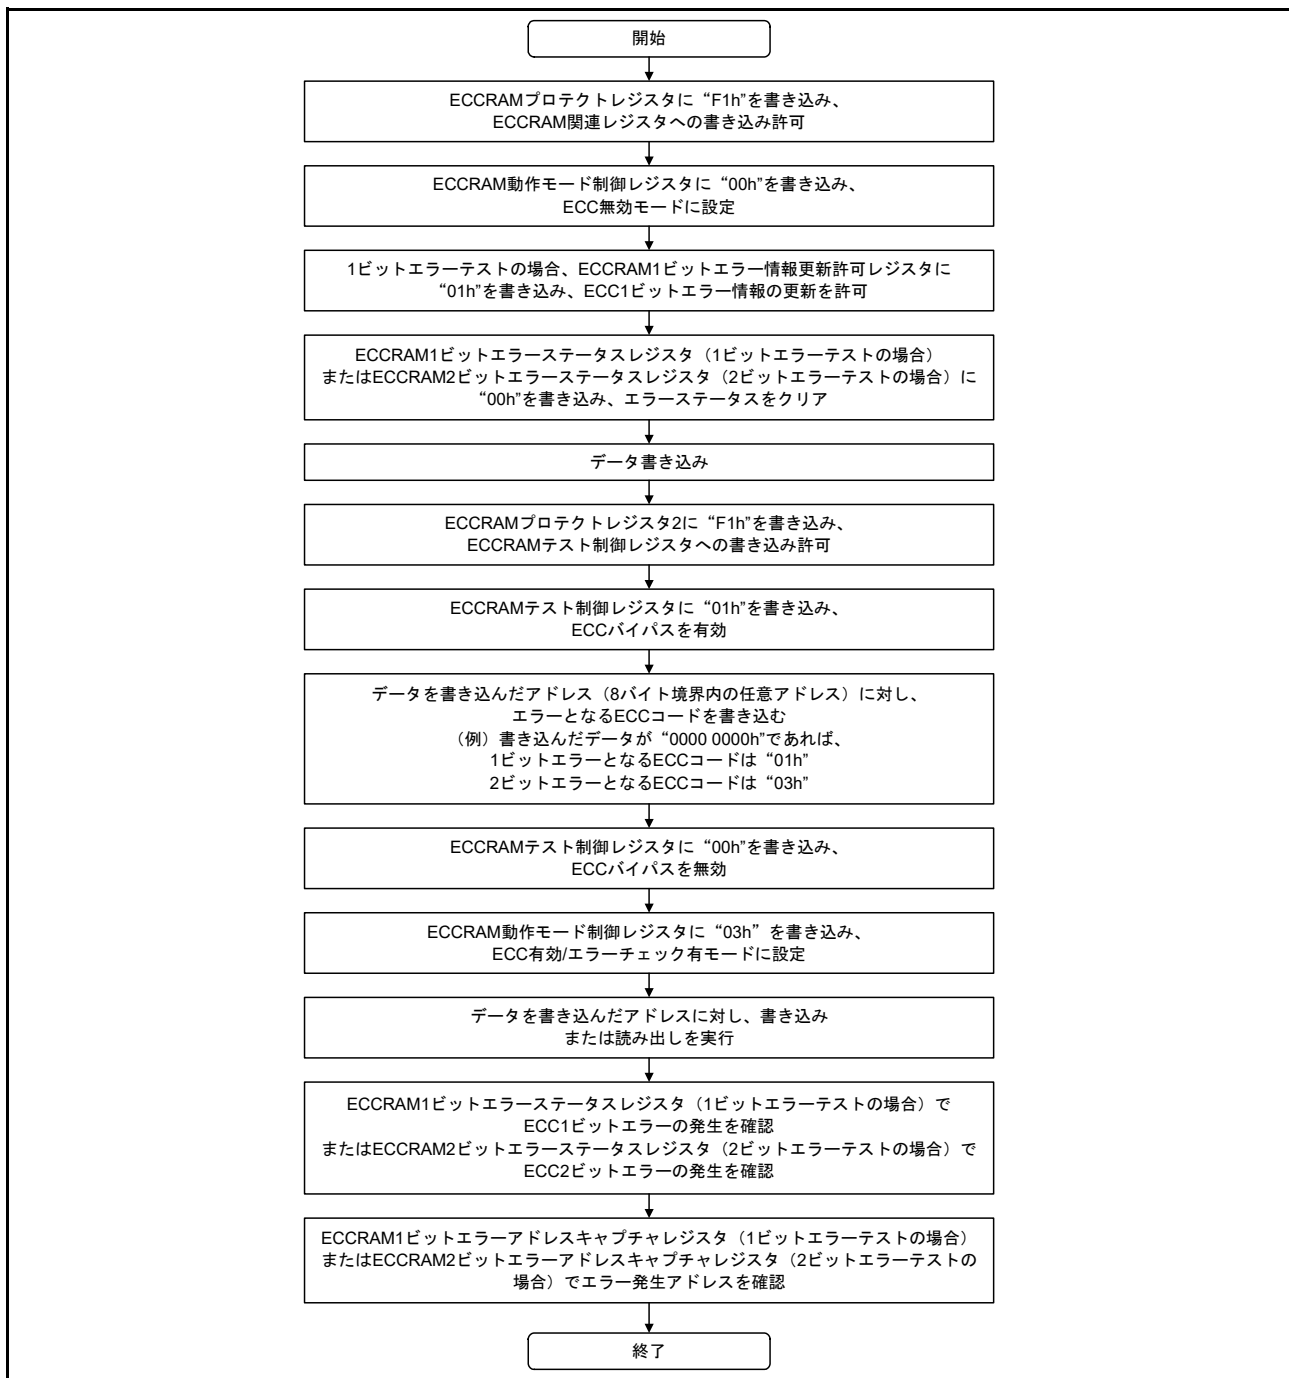 開始
ECCRAMプロテクトレジスタに“F1h”を書き込み、
ECCRAM関連レジスタへの書き込み許可
ECCRAM動作モード制御レジスタに“00h”を書き込み、
ECC無効モードに設定
1ビットエラーテストの場合、ECCRAM1ビットエラー情報更新許可レジスタに
“01h”を書き込み、ECC1ビットエラー情報の更新を許可
ECCRAM1ビットエラーステータスレジスタ（1ビットエラーテストの場合）
またはECCRAM2ビットエラーステータスレジスタ（2ビットエラーテストの場合）に
“00h”を書き込み、エラーステータスをクリア
データ書き込み
ECCRAMプロテクトレジスタ2に“F1h”を書き込み、
ECCRAMテスト制御レジスタへの書き込み許可
ECCRAMテスト制御レジスタに“01h”を書き込み、
ECCバイパスを有効
データを書き込んだアドレス（8バイト境界内の任意アドレス）に対し、
エラーとなるECCコードを書き込む
（例）書き込んだデータが“0000 0000h”であれば、
1ビットエラーとなるECCコードは“01h”
2ビットエラーとなるECCコードは“03h”
ECCRAMテスト制御レジスタに“00h”を書き込み、
ECCバイパスを無効
ECCRAM動作モード制御レジスタに“03h”を書き込み、
ECC有効/エラーチェック有モードに設定
データを書き込んだアドレスに対し、書き込み
または読み出しを実行
ECCRAM1ビットエラーステータスレジスタ（1ビットエラーテストの場合）で
ECC1ビットエラーの発生を確認
またはECCRAM2ビットエラーステータスレジスタ（2ビットエラーテストの場合）で
ECC2ビットエラーの発生を確認
ECCRAM1ビットエラーアドレスキャプチャレジスタ（1ビットエラーテストの場合）
またはECCRAM2ビットエラーアドレスキャプチャレジスタ（2ビットエラーテストの
場合）でエラー発生アドレスを確認
終了